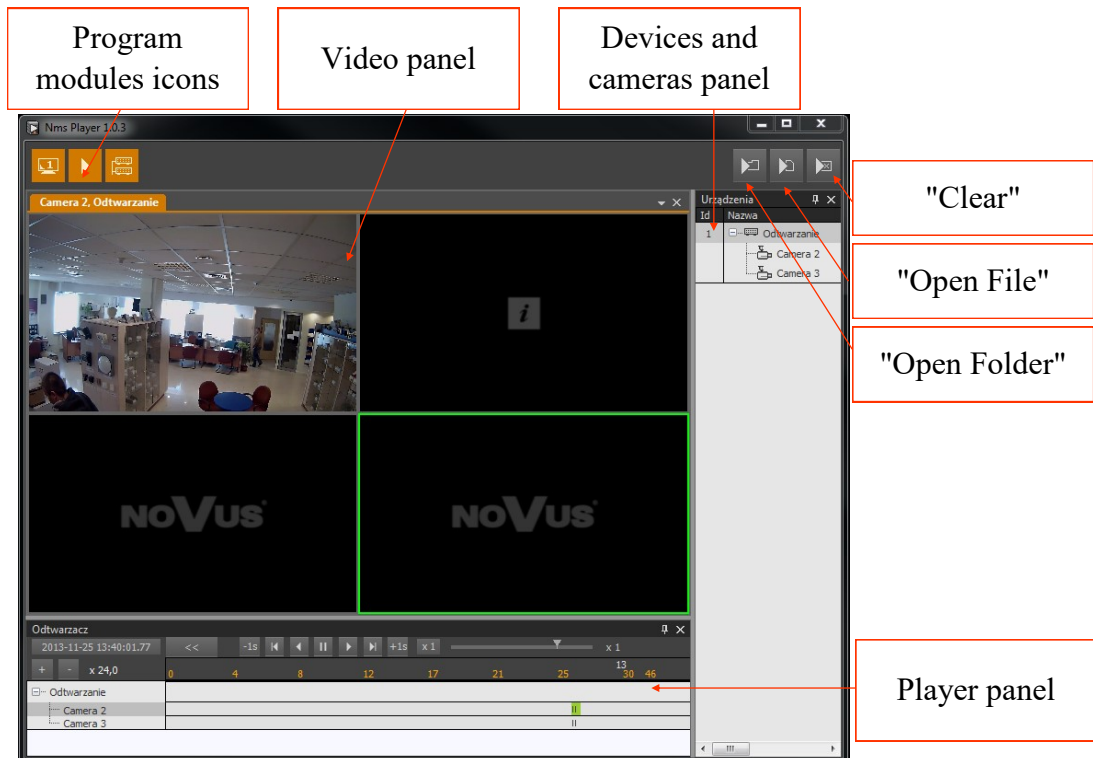 Program
modules icons
Video panel
Devices and
cameras panel
Nms Player 1.0.3
1
"Clear"
"Open File"
"Open Folder"
Camera 2, Odtwarzanie
Urządzenia
Id Nazwa
1 Odtwarzanie
Camera 2
Camera 3
i
NOVUS
NOVUS
Odtwarzacz
2013-11-25 13:40:01.77 << -1s +1s x 1 x 1
+ - x 24,0
13
0 4 8 12 17 21 25 30 46
Odtwarzanie
Camera 2
Camera 3
Player panel